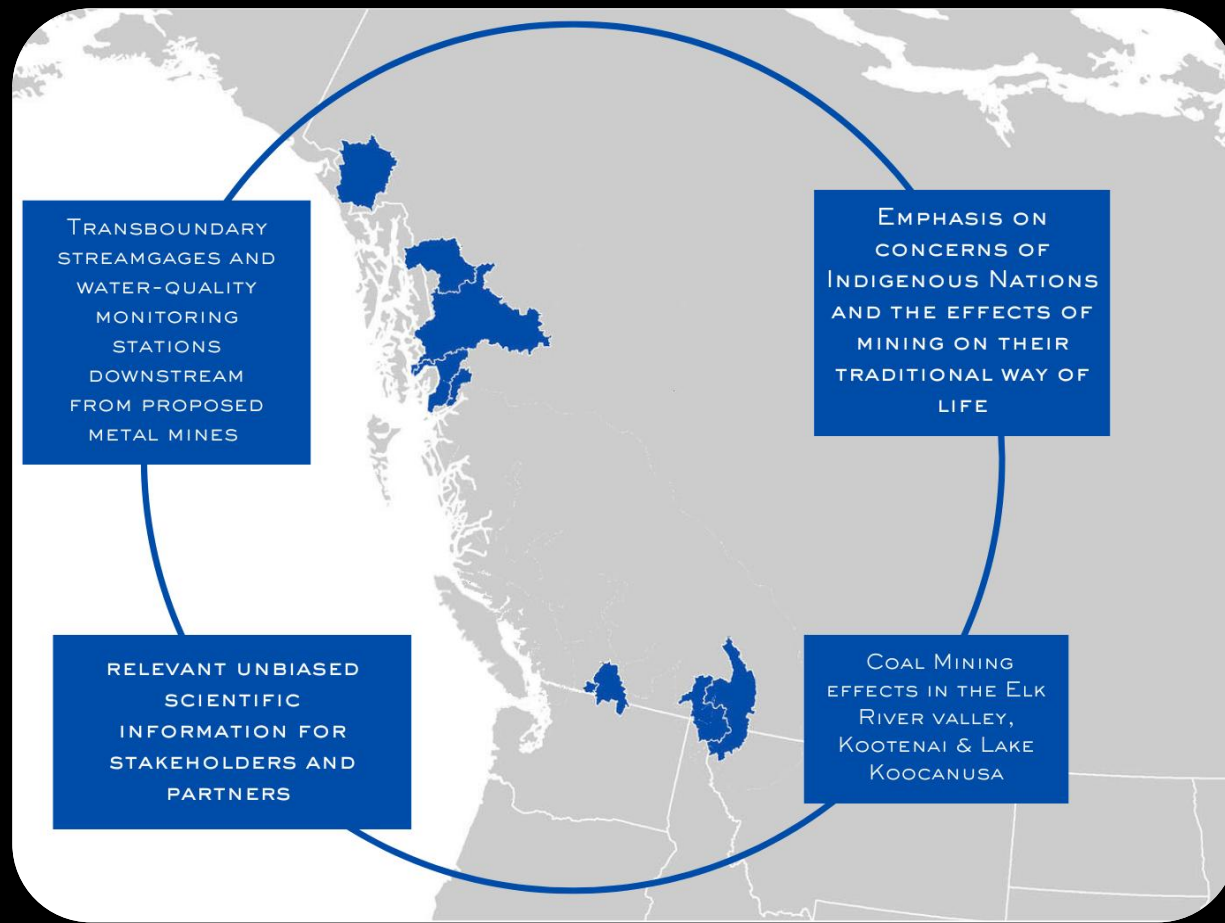 Transboundary
streamgages and
water-quality
monitoring
stations
downstream
from proposed
metal mines
Emphasis on
concerns of
Indigenous Nations
and the effects of
mining on their
traditional way of
life
relevant unbiased
scientific
information for
stakeholders and
partners
Coal Mining
effects in the Elk
River valley,
Kootenai & Lake
Koocanusa